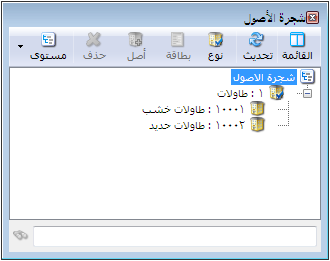 شجرة الأصول
القائمة تحديث نوع بطاقة أصل حذف مستوى
شجرة الاصول
١ : طاولات
١٠٠٠١ : طاولات خشب
١٠٠٠٢ : طاولات حديد